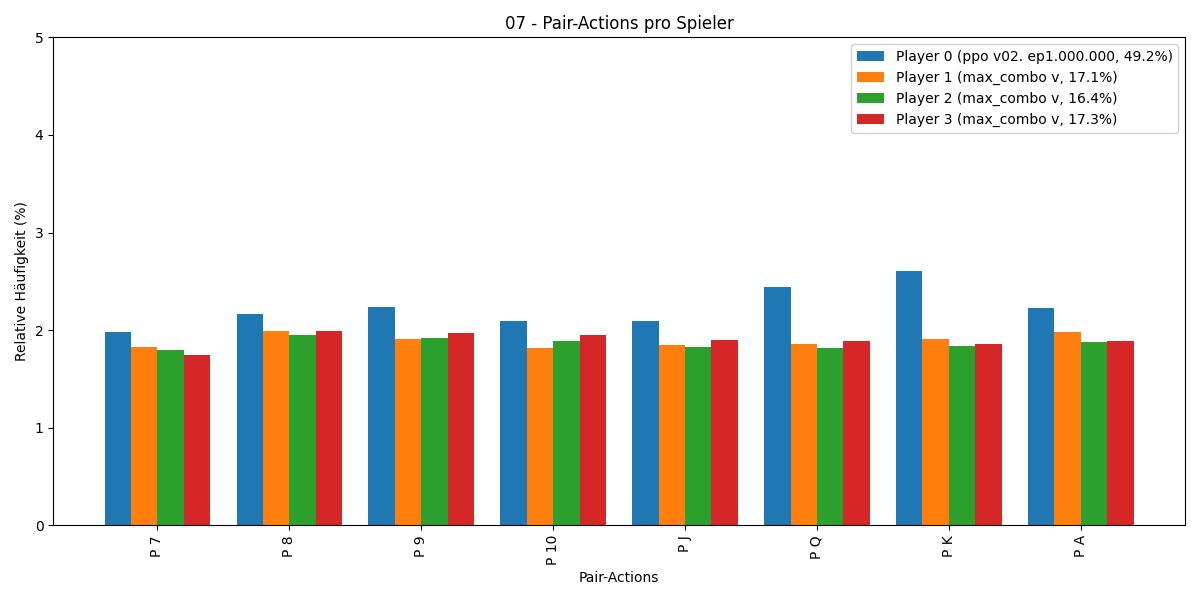 07 - Pair-Actions pro Spieler
Relative Häufigkeit (%)
5
4
3
2
1
0
Player 0 (ppo v02. ep1.000.000, 49.2%)
Player 1 (max_combo v, 17.1%)
Player 2 (max_combo v, 16.4%)
Player 3 (max_combo v, 17.3%)
P 7
P 8
P 9
P 10
P J
P Q
P K
P A
Pair-Actions